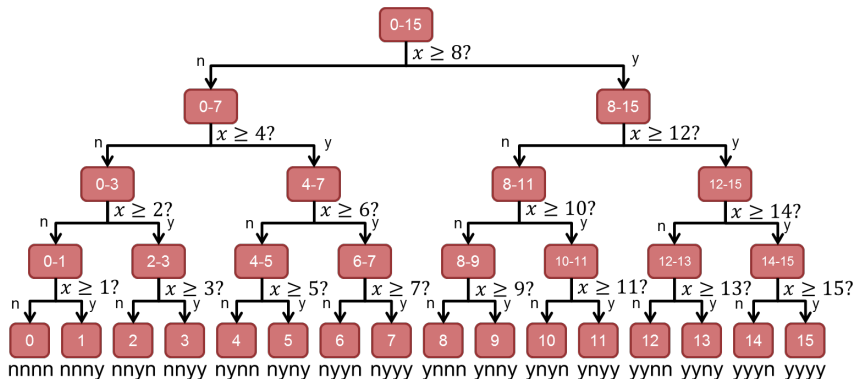 0-15
x ≥ 8?
n y
0-7 8-15
x ≥ 4? x ≥ 12?
n y n y
0-3 4-7 8-11 12-15
x ≥ 2? x ≥ 6? x ≥ 10? x ≥ 14?
n y n y n y n y
0-1 2-3 4-5 6-7 8-9 10-11 12-13 14-15
x ≥ 1? x ≥ 3? x ≥ 5? x ≥ 7? x ≥ 9? x ≥ 11? x ≥ 13? x ≥ 15?
n y n y n y n y n y n y n y n y
0 1 2 3 4 5 6 7 8 9 10 11 12 13 14 15
nnnn nnny nnyn nnyy nynn nyny nyyn nyyy ynnn ynny ynyn ynyy yynn yyny yyyn yyyy